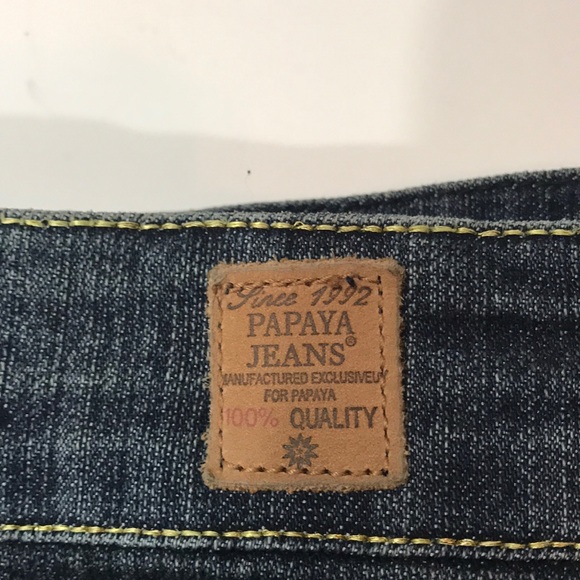 Since 1992
PAPAYA
JEANS®
MANUFACTURED EXCLUSIVELY
FOR PAPAYA
100% QUALITY